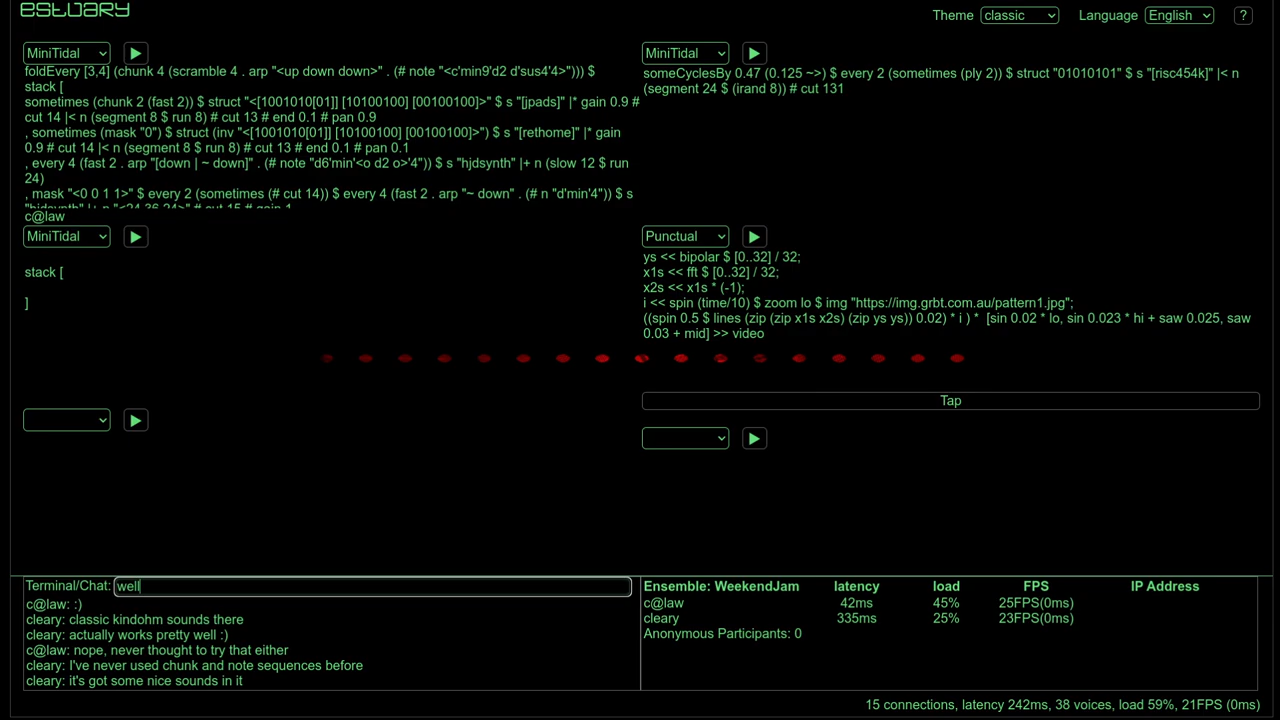 estuary
Theme classic Language English ?
MiniTidal
foldEvery [3,4] (chunk 4 (scramble 4 . arp "<up down down>" . (# note "<c'min9'd2 d'sus4'4>"))) $
stack [
sometimes (chunk 2 (fast 2)) $ struct "<[1001010[01]] [10100100] [00100100]>" $ s "[jpads]" |* gain 0.9 #
cut 14 |< n (segment 8 $ run 8) # cut 13 # end 0.1 # pan 0.9
, sometimes (mask "0") $ struct (inv "<[1001010[01]] [10100100] [00100100]>") $ s "[rethome]" |* gain
0.9 # cut 14 |< n (segment 8 $ run 8) # cut 13 # end 0.1 # pan 0.1
, every 4 (fast 2 . arp "[down | ~ down]" . (# note "d6'min'<o d2 o>'4")) $ s "hjdsynth" |+ n (slow 12 $ run
24)
, mask "<0 0 1 1>" $ every 2 (sometimes (# cut 14)) $ every 4 (fast 2 . arp "~ down" . (# n "d'min'4")) $ s
"hjdsynth" |+ n "<24 36 24>" # cut 15 # gain 1
c@law
MiniTidal
someCyclesBy 0.47 (0.125 ~>) $ every 2 (sometimes (ply 2)) $ struct "01010101" $ s "[risc454k]" |< n
(segment 24 $ (irand 8)) # cut 131
MiniTidal
stack [
]
Punctual
ys << bipolar $ [0..32] / 32;
x1s << fft $ [0..32] / 32;
x2s << x1s * (-1);
i << spin (time/10) $ zoom lo $ img "https://img.grbt.com.au/pattern1.jpg";
((spin 0.5 $ lines (zip (zip x1s x2s) (zip ys ys)) 0.02) * i ) * [sin 0.02 * lo, sin 0.023 * hi + saw 0.025, saw
0.03 + mid] >> video
Tap
Terminal/Chat: well
c@law: :)
cleary: classic kindohm sounds there
cleary: actually works pretty well :)
c@law: nope, never thought to try that either
cleary: I've never used chunk and note sequences before
cleary: it's got some nice sounds in it
Ensemble: WeekendJam latency load FPS IP Address
c@law 42ms 45% 25FPS(0ms)
cleary 335ms 25% 23FPS(0ms)
Anonymous Participants: 0
15 connections, latency 242ms, 38 voices, load 59%, 21FPS (0ms)